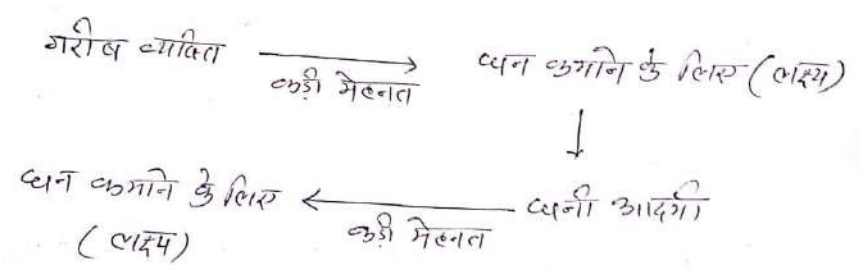 गरीब व्यक्ति
कड़ी मेहनत
धन कमाने के लिए (लक्ष्य)
धनी आदमी
कड़ी मेहनत
धन कमाने के लिए
(लक्ष्य)